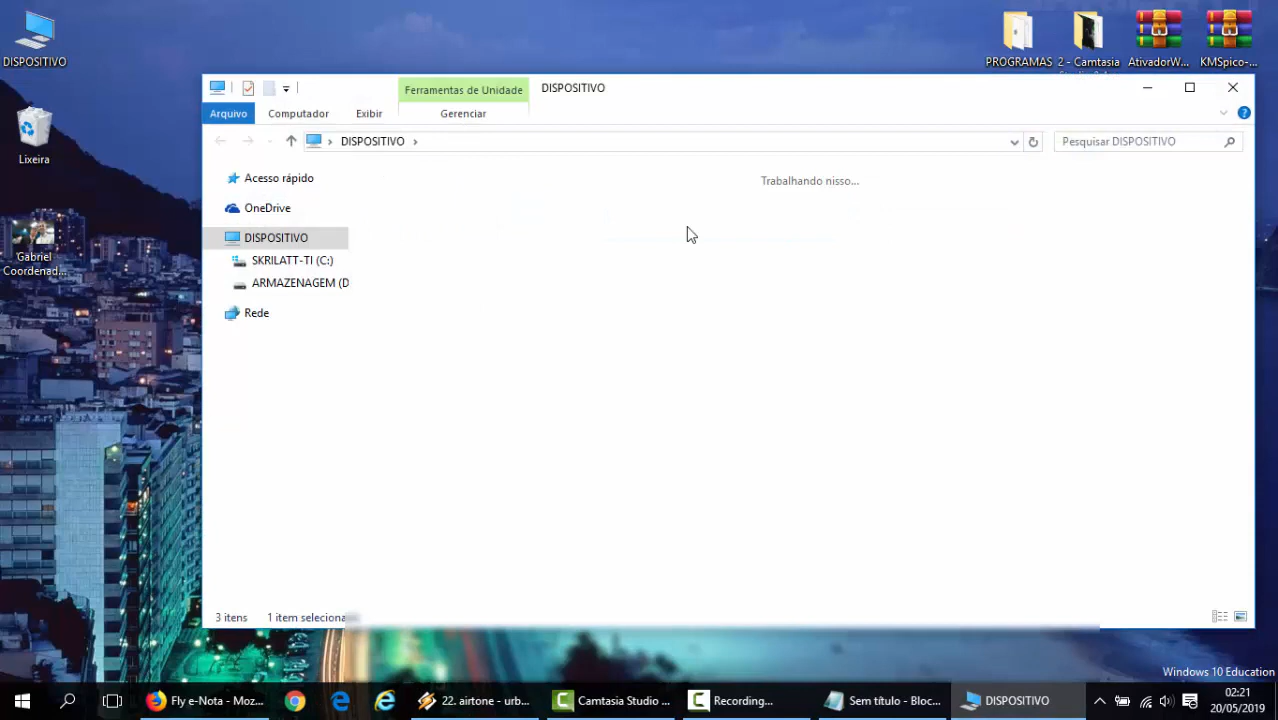 DISPOSITIVO
Lixeira
Gabriel
Coordenad...
PROGRAMAS
2 - Camtasia
AtivadorW...
KMSpico-...
Ferramentas de Unidade
DISPOSITIVO
Arquivo
Computador
Exibir
Gerenciar
DISPOSITIVO
Pesquisar DISPOSITIVO
Acesso rápido
OneDrive
DISPOSITIVO
SKRILATT-TI (C:)
ARMAZENAGEM (D
Rede
Trabalhando nisso...
3 itens
1 item selecionado
Windows 10 Education
Fly e-Nota - Moz...
22. airtone - urb...
Camtasia Studio ...
Recording...
Sem título - Bloc...
DISPOSITIVO
02:21
20/05/2019